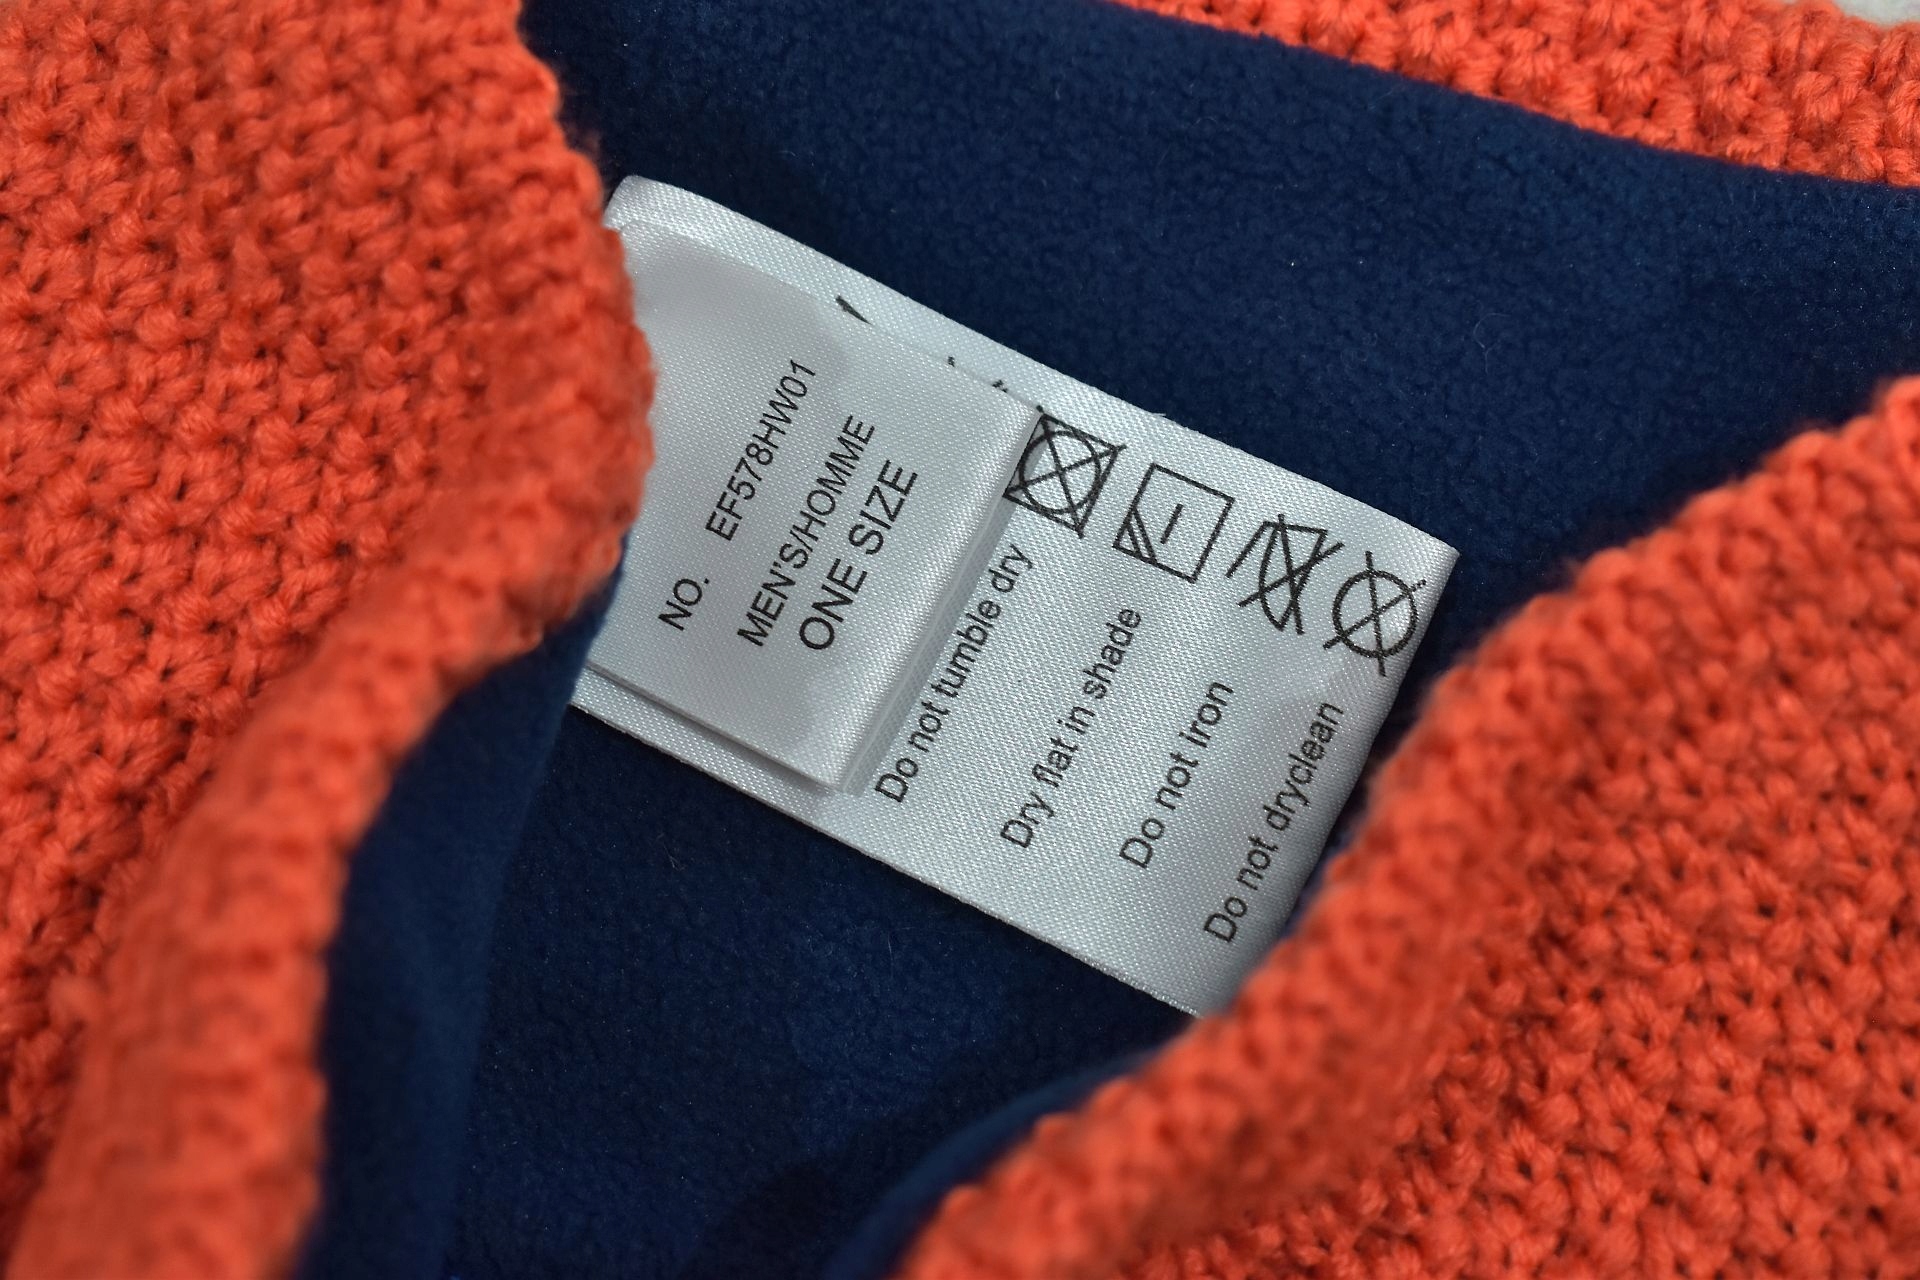 NO. EF578HW01
MEN'S/HOMME
ONE SIZE
Do not tumble dry
Dry flat in shade
Do not iron
Do not dryclean